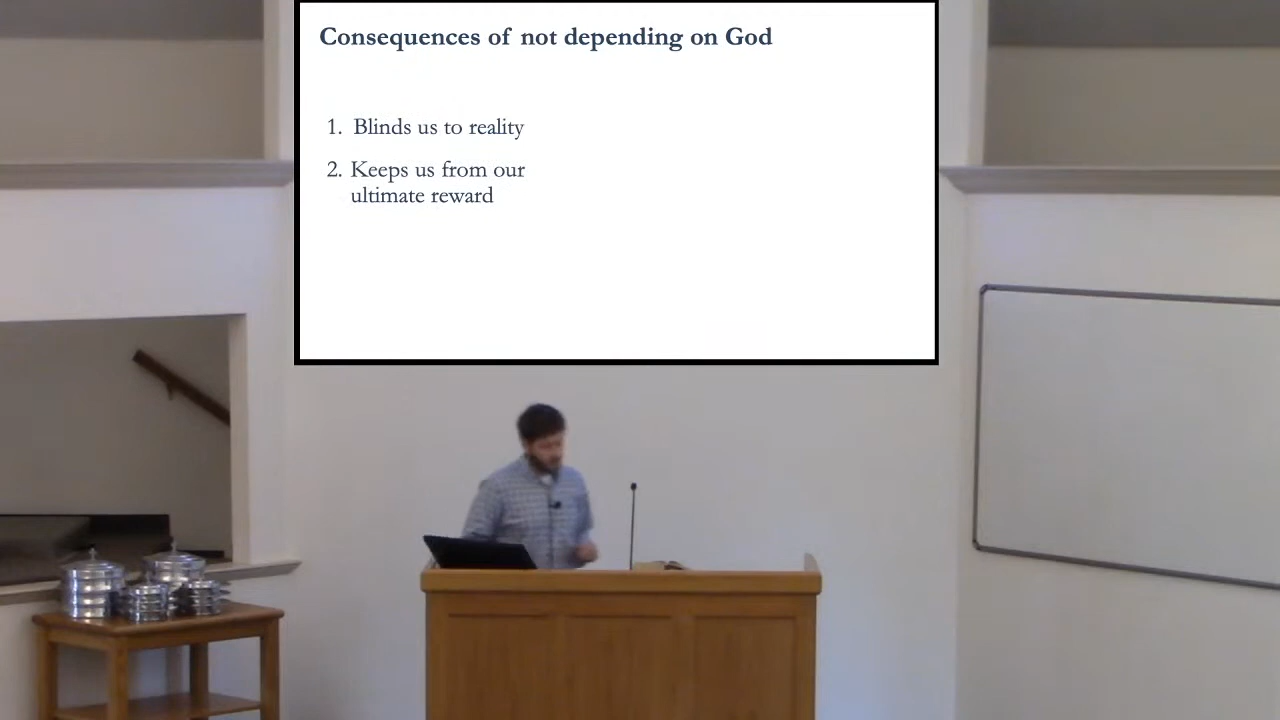 Consequences of not depending on God
1. Blinds us to reality
2. Keeps us from our
ultimate reward